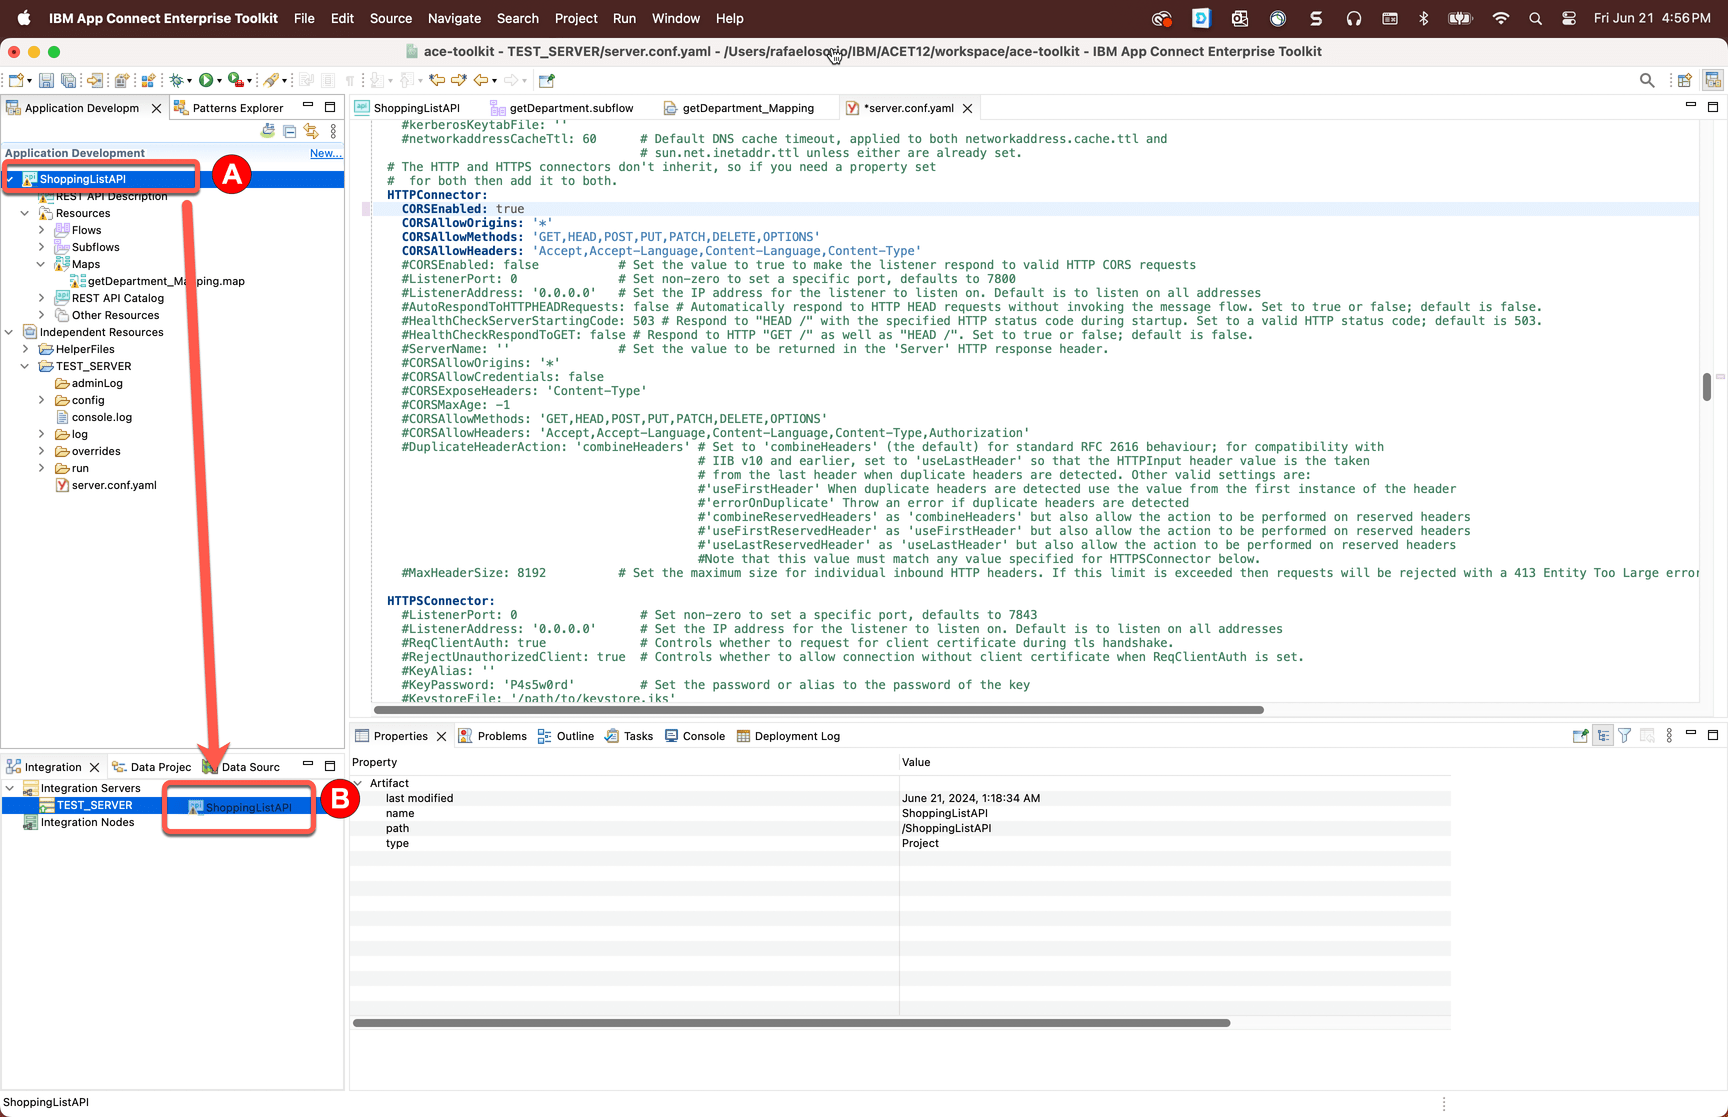 IBM App Connect Enterprise Toolkit File Edit Source Navigate Search Project Run Window Help
Fri Jun 21 4:56 PM
ace-toolkit - TEST_SERVER/server.conf.yaml - /Users/rafaelosorio/IBM/ACET12/workspace/ace-toolkit - IBM App Connect Enterprise Toolkit
Application Developm
Patterns Explorer
Application Development
New...
ShoppingListAPI
A
REST API Description
Resources
Flows
Subflows
Maps
getDepartment_Mapping.map
REST API Catalog
Other Resources
Independent Resources
HelperFiles
TEST_SERVER
adminLog
config
console.log
log
overrides
run
server.conf.yaml
Integration
Data Projec
Data Sourc
Integration Servers
TEST_SERVER
ShoppingListAPI
B
Integration Nodes
ShoppingListAPI
getDepartment.subflow
getDepartment_Mapping
*server.conf.yaml
#kerberosKeytabFile: ''
#networkaddressCacheTtl: 60 # Default DNS cache timeout, applied to both networkaddress.cache.ttl and
# sun.net.inetaddr.ttl unless either are already set.
# The HTTP and HTTPS connectors don't inherit, so if you need a property set
# for both then add it to both.
HTTPConnector:
CORSEnabled: true
CORSAllowOrigins: '*'
CORSAllowMethods: 'GET,HEAD,POST,PUT,PATCH,DELETE,OPTIONS'
CORSAllowHeaders: 'Accept,Accept-Language,Content-Language,Content-Type'
#CORSEnabled: false # Set the value to true to make the listener respond to valid HTTP CORS requests
#ListenerPort: 0 # Set non-zero to set a specific port, defaults to 7800
#ListenerAddress: '0.0.0.0' # Set the IP address for the listener to listen on. Default is to listen on all addresses
#AutoRespondToHTTPHEADRequests: false # Automatically respond to HTTP HEAD requests without invoking the message flow. Set to true or false; default is false.
#HealthCheckServerStartingCode: 503 # Respond to "HEAD /" with the specified HTTP status code during startup. Set to a valid HTTP status code; default is 503.
#HealthCheckRespondToGET: false # Respond to HTTP "GET /" as well as "HEAD /". Set to true or false; default is false.
#ServerName: '' # Set the value to be returned in the 'Server' HTTP response header.
#CORSAllowOrigins: '*'
#CORSAllowCredentials: false
#CORSExposeHeaders: 'Content-Type'
#CORSMaxAge: -1
#CORSAllowMethods: 'GET,HEAD,POST,PUT,PATCH,DELETE,OPTIONS'
#CORSAllowHeaders: 'Accept,Accept-Language,Content-Language,Content-Type,Authorization'
#DuplicateHeaderAction: 'combineHeaders' # Set to 'combineHeaders' (the default) for standard RFC 2616 behaviour; for compatibility with
# IIB v10 and earlier, set to 'useLastHeader' so that the HTTPInput header value is the taken
# from the last header when duplicate headers are detected. Other valid settings are:
#'useFirstHeader' When duplicate headers are detected use the value from the first instance of the header
#'errorOnDuplicate' Throw an error if duplicate headers are detected
#'combineReservedHeaders' as 'combineHeaders' but also allow the action to be performed on reserved headers
#'useFirstReservedHeader' as 'useFirstHeader' but also allow the action to be performed on reserved headers
#'useLastReservedHeader' as 'useLastHeader' but also allow the action to be performed on reserved headers
#Note that this value must match any value specified for HTTPSConnector below.
#MaxHeaderSize: 8192 # Set the maximum size for individual inbound HTTP headers. If this limit is exceeded then requests will be rejected with a 413 Entity Too Large error
HTTPSConnector:
#ListenerPort: 0 # Set non-zero to set a specific port, defaults to 7843
#ListenerAddress: '0.0.0.0' # Set the IP address for the listener to listen on. Default is to listen on all addresses
#ReqClientAuth: true # Controls whether to request for client certificate during tls handshake.
#RejectUnauthorizedClient: true # Controls whether to allow connection without client certificate when ReqClientAuth is set.
#KeyAlias: ''
#KeyPassword: 'P4s5w0rd' # Set the password or alias to the password of the key
#KeystoreFile: '/path/to/keystore.jks'
Properties
Problems
Outline
Tasks
Console
Deployment Log
Property Value
Artifact
last modified June 21, 2024, 1:18:34 AM
name ShoppingListAPI
path /ShoppingListAPI
type Project
ShoppingListAPI